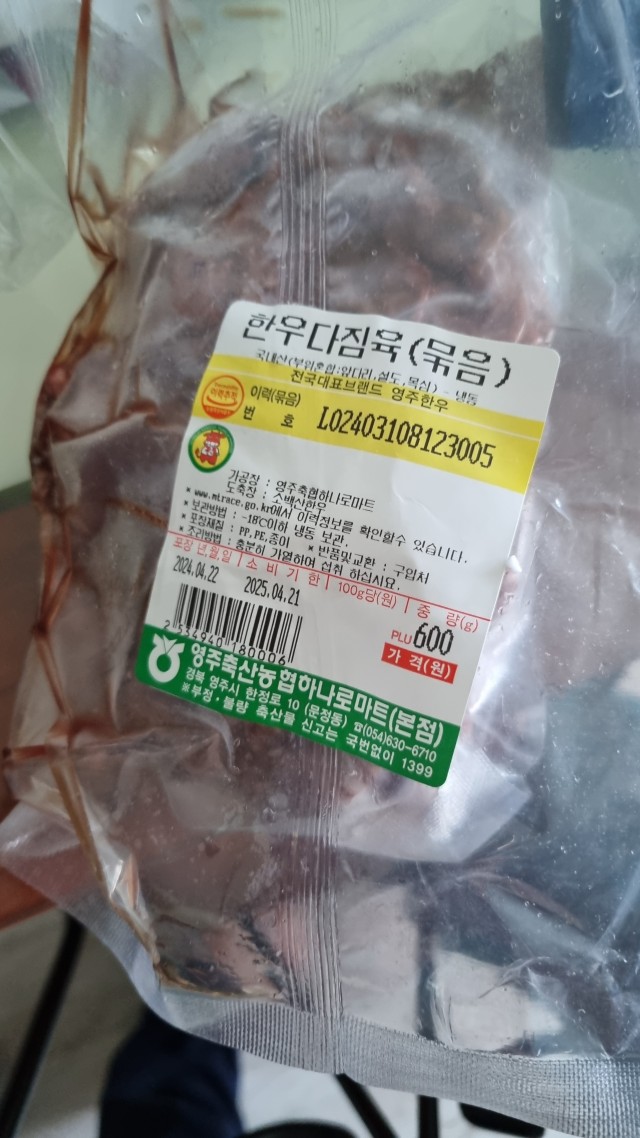 한우다짐육(묶음)
국내산(부위혼합:앞다리,설도,목심) - 냉동
전국대표브랜드 영주한우
이력추적
이력(묶음)
번 호 L02403108123005
가공장 : 영주축협하나로마트
도축장 : 소백산한우
* www.mtrace.go.kr에서 이력정보를 확인할수 있습니다.
* 보관방법 : -18℃이하 냉동 보관.
* 포장재질 : PP,PE,종이 * 반품및교환 : 구입처
* 조리방법 : 충분히 가열하여 섭취 하십시요.
포장 년,월,일 소 비 기 한 100g당(원) 중 량(g)
2024.04.22 2025.04.21
PLU 600
가 격(원)
2 534940 180006
영주축산농협하나로마트(본점)
경북 영주시 한정로 10 (문정동) ☎(054)630-6710
※부정·불량 축산물 신고는 국번없이 1399